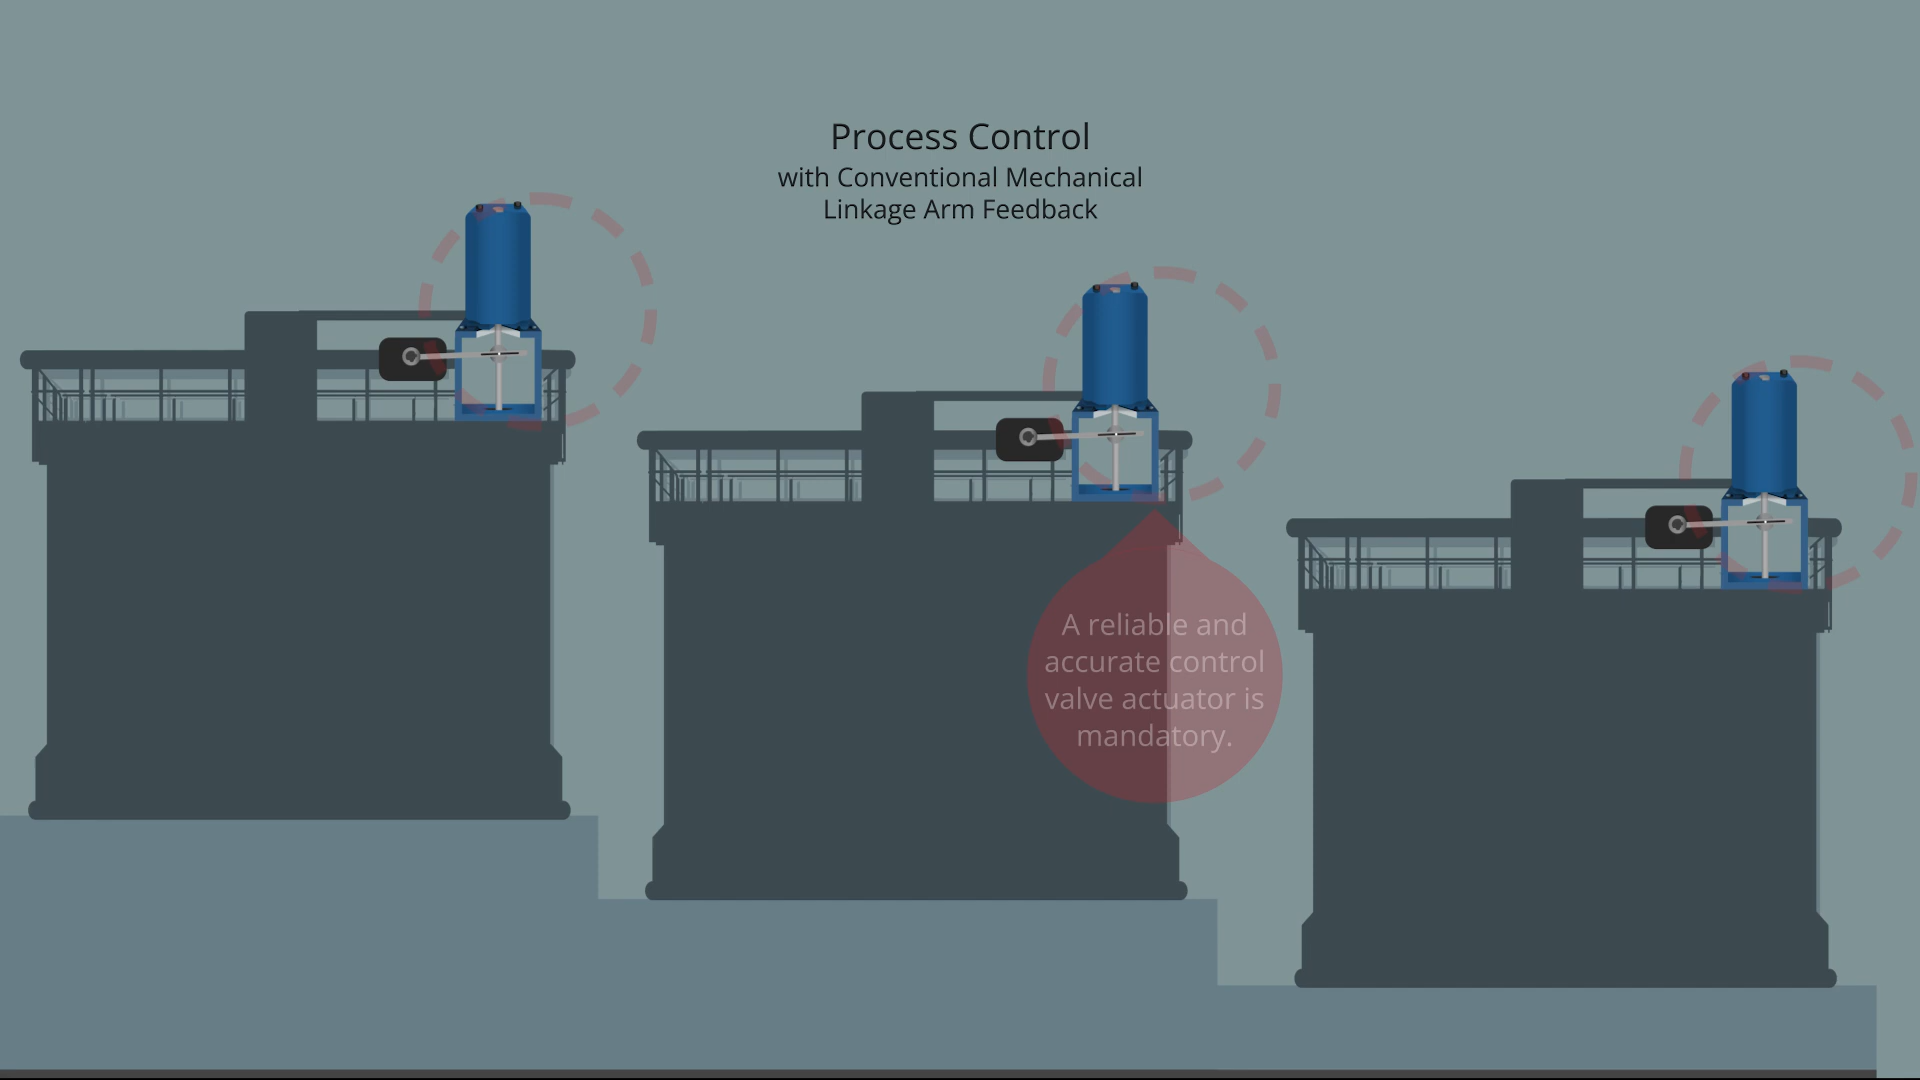 Process Control
with Conventional Mechanical
Linkage Arm Feedback
A reliable and
accurate control
valve actuator is
mandatory.